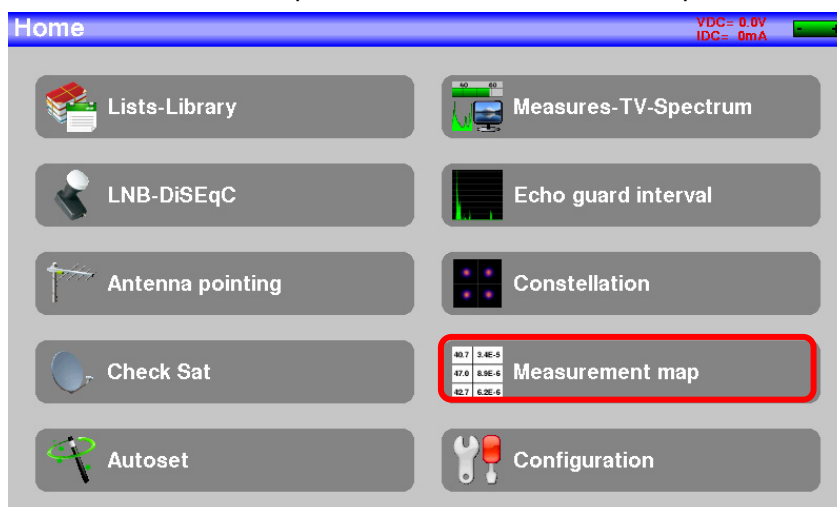 Home
VDC= 0.0V
IDC= 0mA
- +
Lists-Library
40 60
Measures-TV-Spectrum
LNB-DiSEqC
Echo guard interval
Antenna pointing
Constellation
Check Sat
40.7 3.4E-5
47.0 8.9E-6
42.7 6.2E-6
Measurement map
Autoset
Configuration